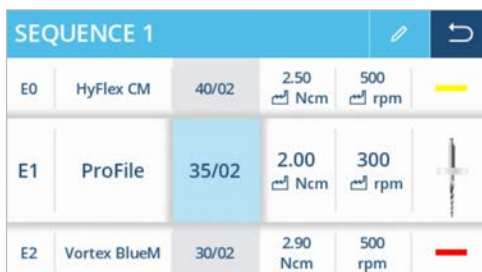 SEQUENCE 1
E0 HyFlex CM 40/02 2.50 Ncm 500 rpm
E1 ProFile 35/02 2.00 Ncm 300 rpm
E2 Vortex BlueM 30/02 2.90 Ncm 500 rpm